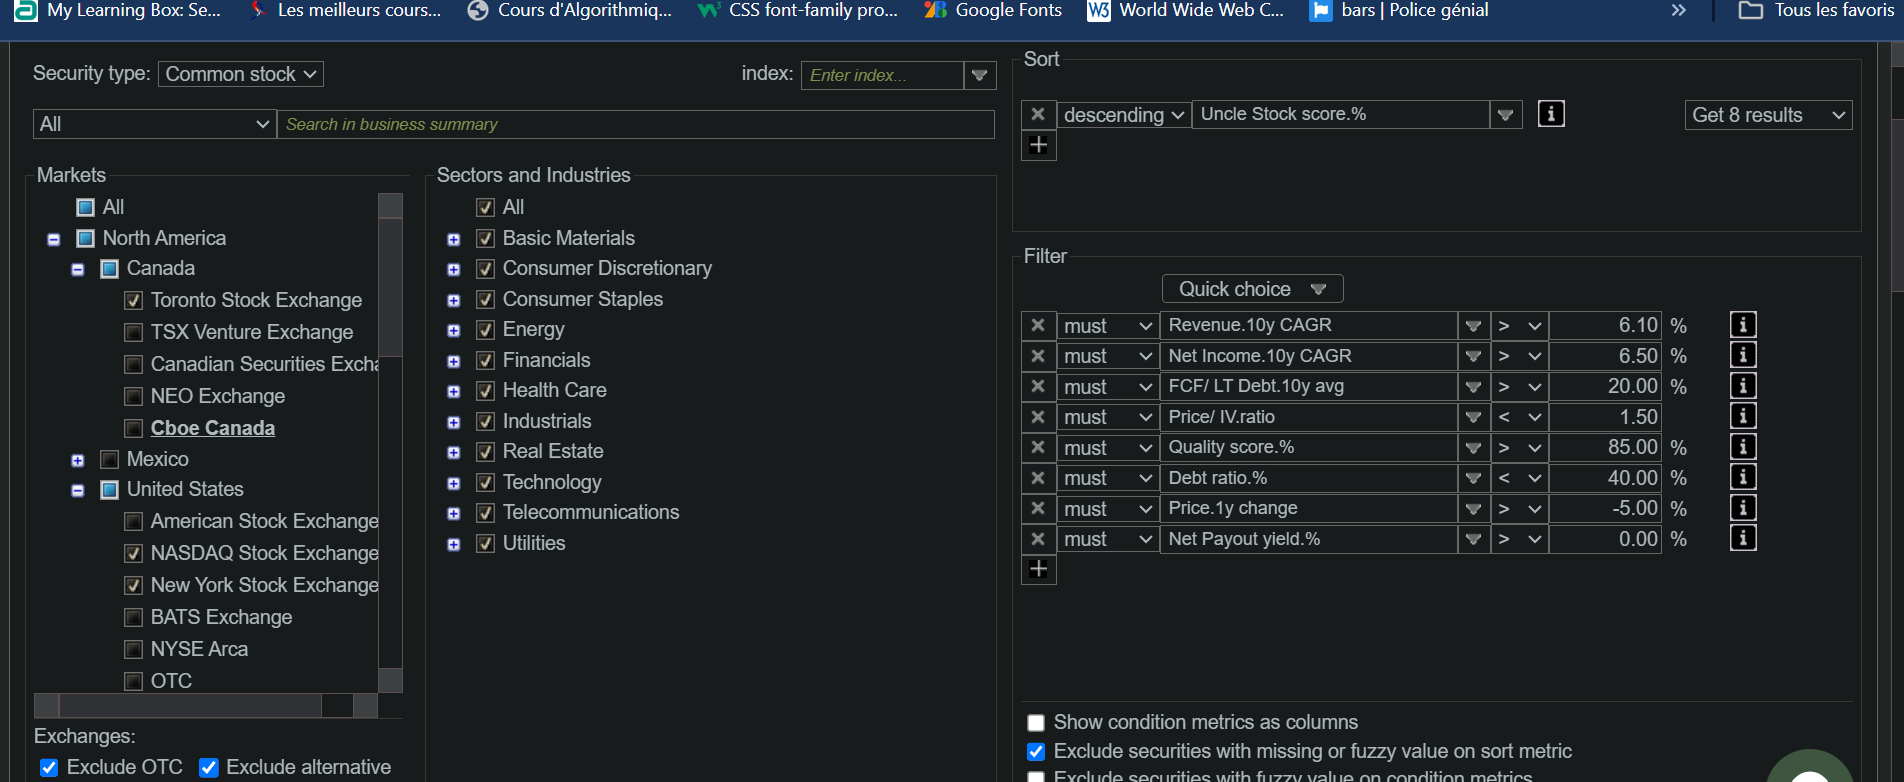 My Learning Box: Se...
Les meilleurs cours...
Cours d'Algorithmiq...
CSS font-family pro...
Google Fonts
World Wide Web C...
bars | Police génial
Tous les favoris
Security type: Common stock
index: Enter index...
All
Search in business summary
Markets
All
North America
Canada
Toronto Stock Exchange
TSX Venture Exchange
Canadian Securities Excha
NEO Exchange
Cboe Canada
Mexico
United States
American Stock Exchange
NASDAQ Stock Exchange
New York Stock Exchange
BATS Exchange
NYSE Arca
OTC
Exchanges:
Exclude OTC
Exclude alternative
Sectors and Industries
All
Basic Materials
Consumer Discretionary
Consumer Staples
Energy
Financials
Health Care
Industrials
Real Estate
Technology
Telecommunications
Utilities
Sort
descending Uncle Stock score.% Get 8 results
Filter
Quick choice
must Revenue.10y CAGR > 6.10 %
must Net Income.10y CAGR > 6.50 %
must FCF/ LT Debt.10y avg > 20.00 %
must Price/ IV.ratio < 1.50
must Quality score.% > 85.00 %
must Debt ratio.% < 40.00 %
must Price.1y change > -5.00 %
must Net Payout yield.% > 0.00 %
Show condition metrics as columns
Exclude securities with missing or fuzzy value on sort metric
Exclude securities with fuzzy value on condition metrics